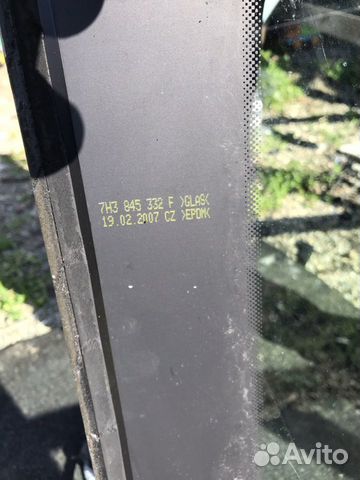 7H3 845 332 F >GLAS<
19.02.2007 CZ >EPDM<
Avito